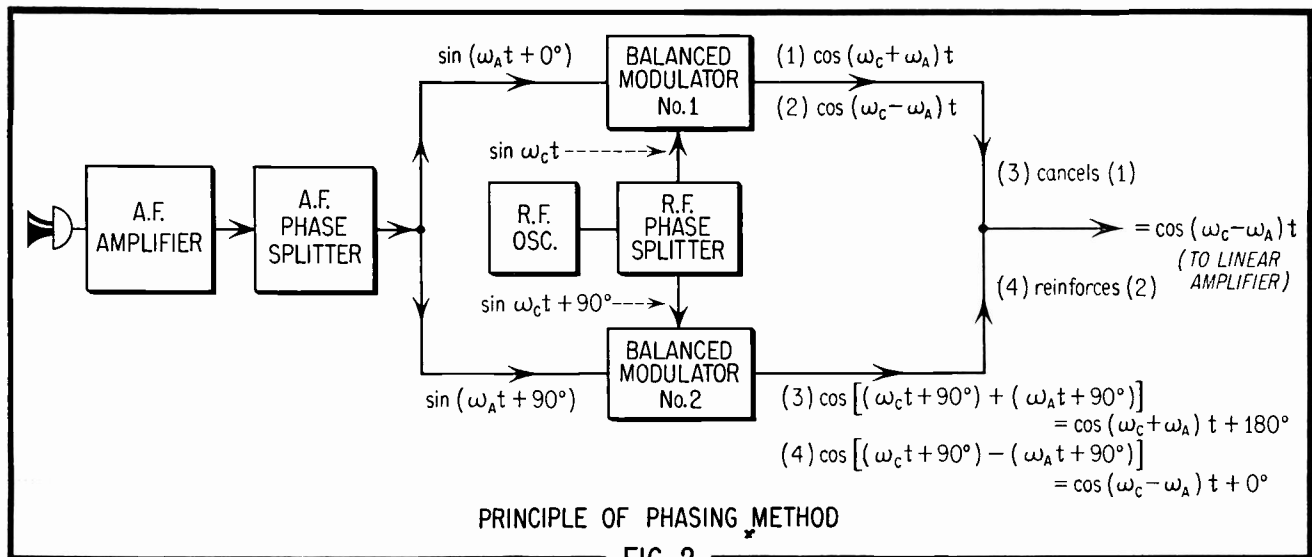 sin (ωAt + 0°)
BALANCED
MODULATOR
No.1
(1) cos (ωC + ωA) t
(2) cos (ωC – ωA) t
sin ωCt
A.F.
AMPLIFIER
A.F.
PHASE
SPLITTER
R.F.
OSC.
R.F.
PHASE
SPLITTER
(3) cancels (1)
= cos (ωC – ωA) t
(TO LINEAR
AMPLIFIER)
(4) reinforces (2)
sin ωCt + 90°
sin (ωAt + 90°)
BALANCED
MODULATOR
No.2
(3) cos [(ωCt + 90°) + (ωAt + 90°)]
= cos (ωC + ωA) t + 180°
(4) cos [(ωCt + 90°) – (ωAt + 90°)]
= cos (ωC – ωA) t + 0°
PRINCIPLE OF PHASING METHOD
FIG. 2